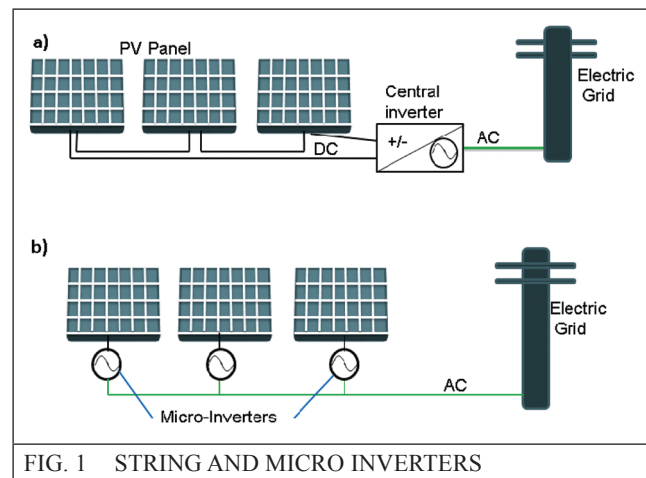 a)
PV Panel
Electric
Grid
Central
inverter
+/-
DC
AC
b)
Electric
Grid
AC
Micro-Inverters
FIG. 1 STRING AND MICRO INVERTERS